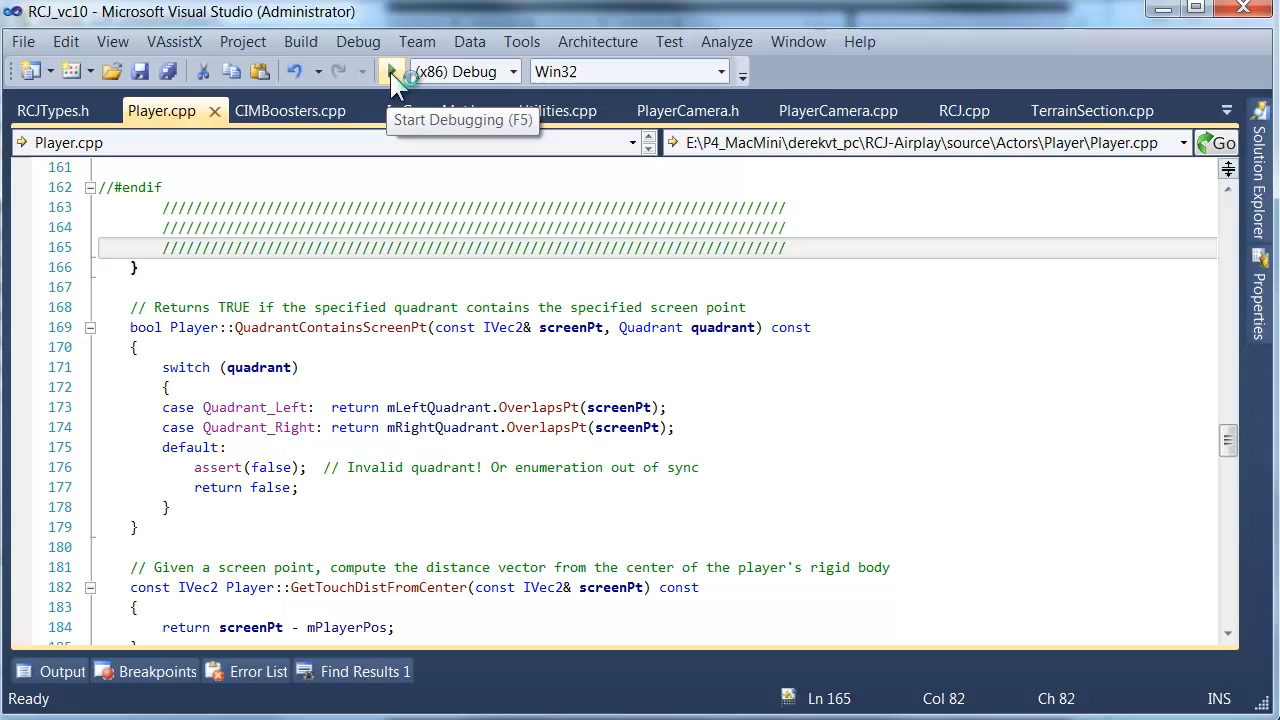 RCJ_vc10 - Microsoft Visual Studio (Administrator)
File Edit View VAssistX Project Build Debug Team Data Tools Architecture Test Analyze Window Help
(x86) Debug Win32
RCJTypes.h Player.cpp CIMBoosters.cpp PlayerCamera.h PlayerCamera.cpp RCJ.cpp TerrainSection.cpp
Start Debugging (F5)
Player.cpp E:\P4_MacMini\derekvt_pc\RCJ-Airplay\source\Actors\Player\Player.cpp Go
161
162 //#endif
163 //////////////////////////////////////////////////////////////////////////////
164 //////////////////////////////////////////////////////////////////////////////
165 //////////////////////////////////////////////////////////////////////////////
166 }
167
168 // Returns TRUE if the specified quadrant contains the specified screen point
169 bool Player::QuadrantContainsScreenPt(const IVec2& screenPt, Quadrant quadrant) const
170 {
171 switch (quadrant)
172 {
173 case Quadrant_Left: return mLeftQuadrant.OverlapsPt(screenPt);
174 case Quadrant_Right: return mRightQuadrant.OverlapsPt(screenPt);
175 default:
176 assert(false); // Invalid quadrant! Or enumeration out of sync
177 return false;
178 }
179 }
180
181 // Given a screen point, compute the distance vector from the center of the player's rigid body
182 const IVec2 Player::GetTouchDistFromCenter(const IVec2& screenPt) const
183 {
184 return screenPt - mPlayerPos;
Solution Explorer
Properties
Output Breakpoints Error List Find Results 1
Ready Ln 165 Col 82 Ch 82 INS